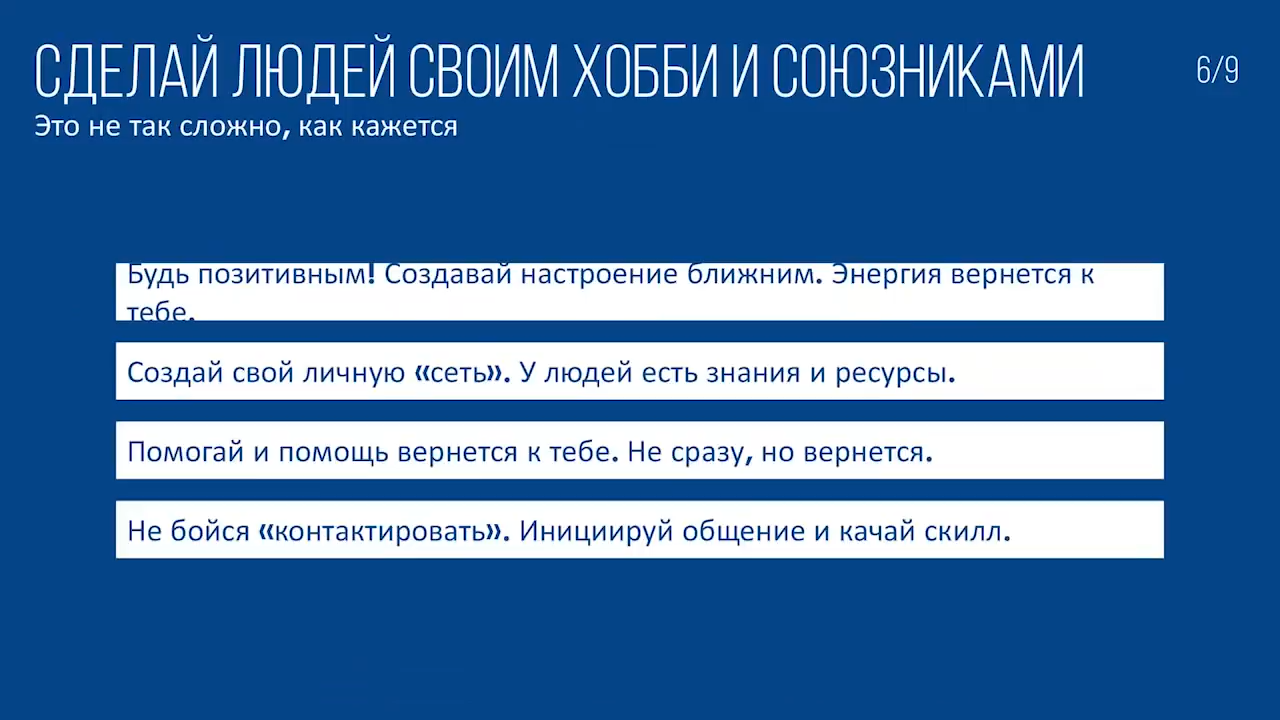 СДЕЛАЙ ЛЮДЕЙ СВОИМ ХОББИ И СОЮЗНИКАМИ
6/9
Это не так сложно, как кажется
Будь позитивным! Создавай настроение ближним. Энергия вернется к
тебе.
Создай свой личную «сеть». У людей есть знания и ресурсы.
Помогай и помощь вернется к тебе. Не сразу, но вернется.
Не бойся «контактировать». Инициируй общение и качай скилл.